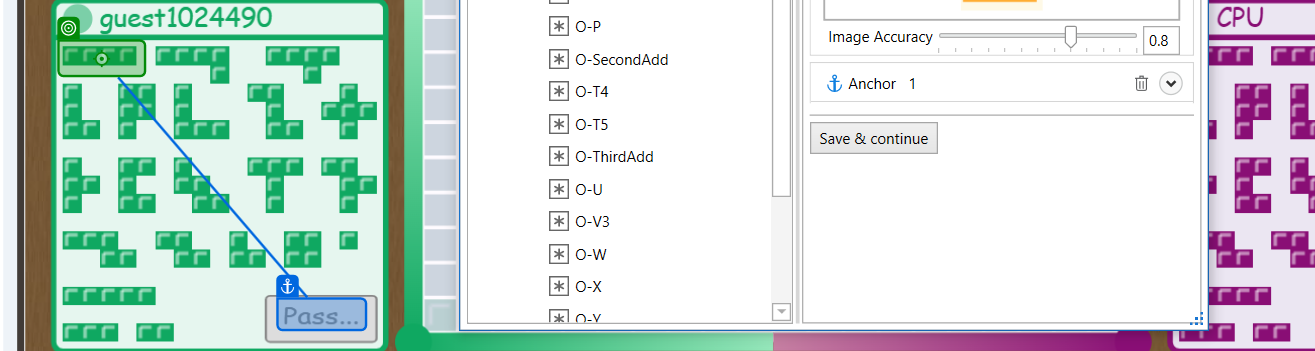 guest1024490
O-P
O-SecondAdd
O-T4
O-T5
O-ThirdAdd
O-U
O-V3
O-W
O-X
O-Y
Image Accuracy 0.8
Anchor 1
Save & continue
Pass...
CPU